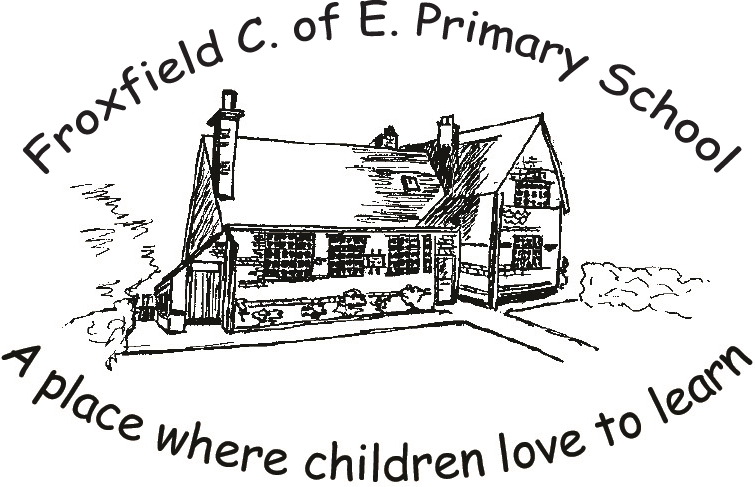 Froxfield C. of E. Primary School
A place where children love to learn